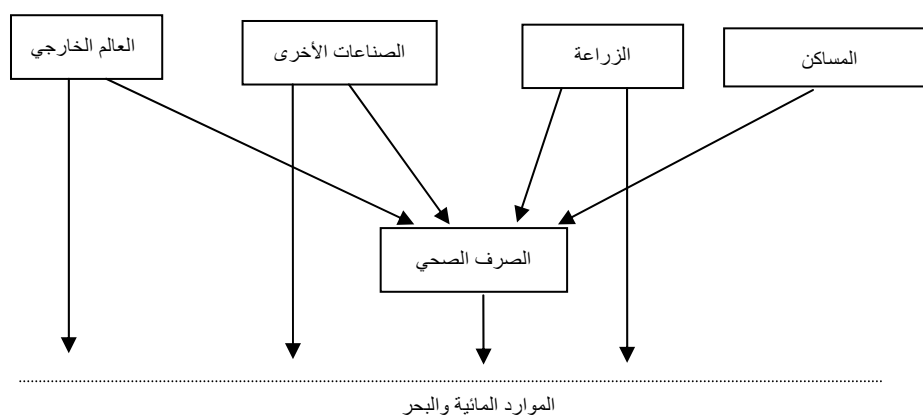 المساكن
الزراعة
الصناعات الأخرى
العالم الخارجي
الصرف الصحي
الموارد المائية والبحر